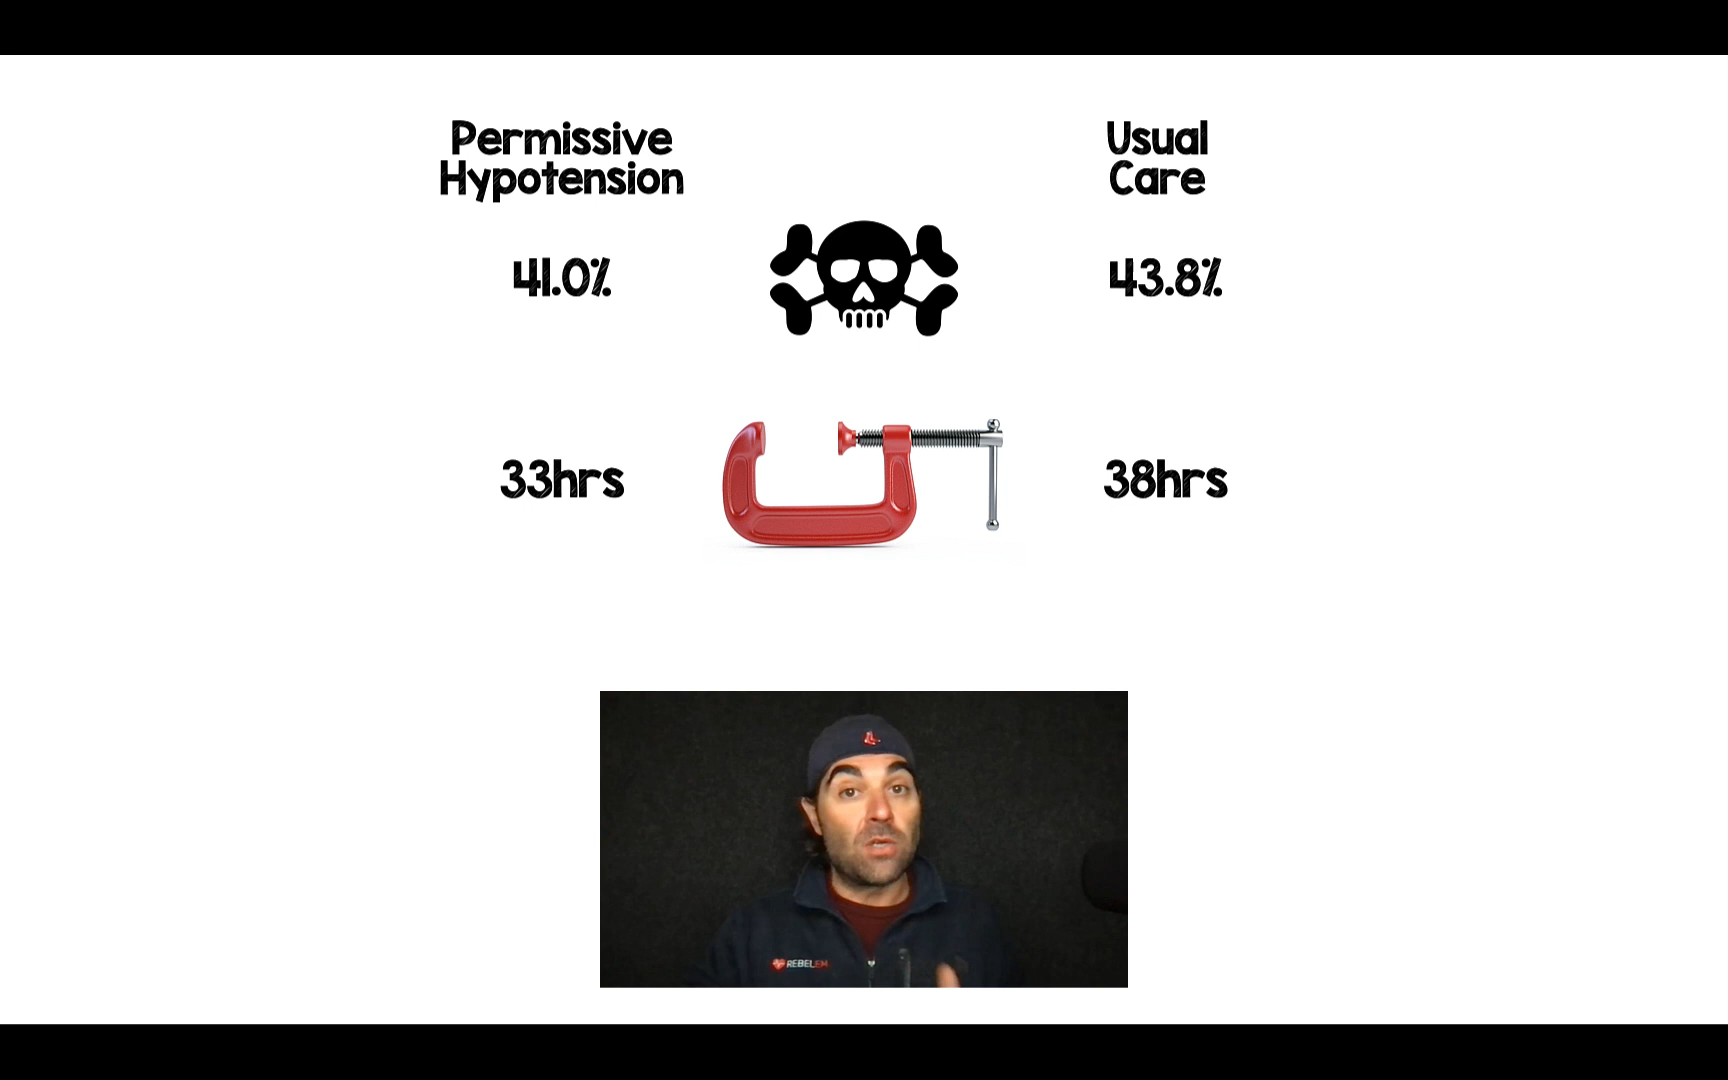 Permissive
Hypotension
Usual
Care
41.0%
43.8%
33hrs
38hrs
REBELEM